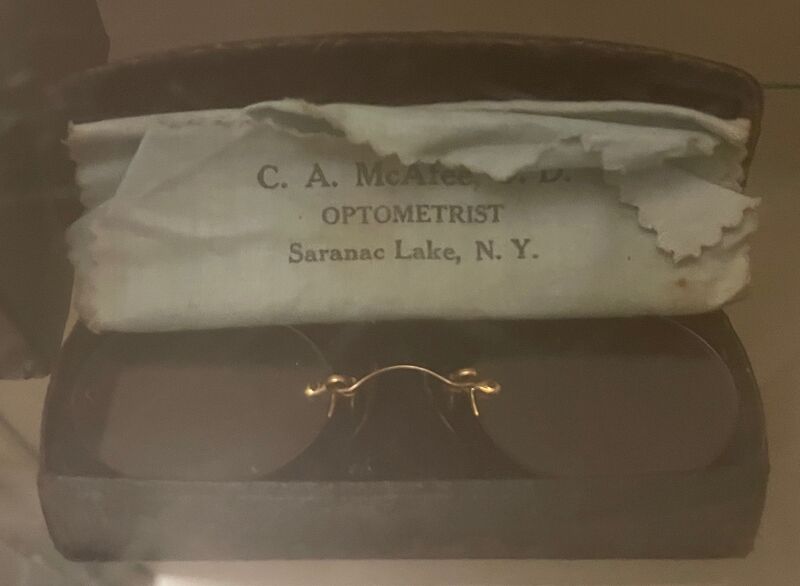 C. A. McAfee, D.
OPTOMETRIST
Saranac Lake, N. Y.